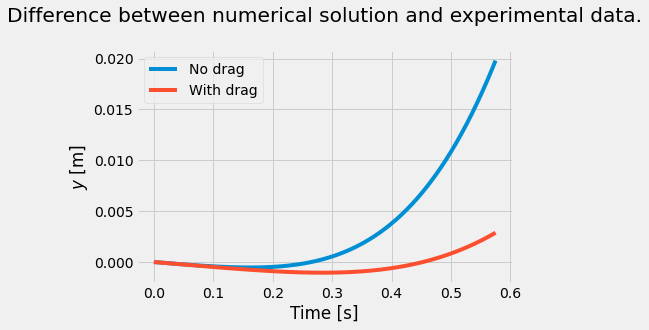 Difference between numerical solution and experimental data.
No drag
With drag
y [m]
0.020
0.015
0.010
0.005
0.000
0.0 0.1 0.2 0.3 0.4 0.5 0.6
Time [s]